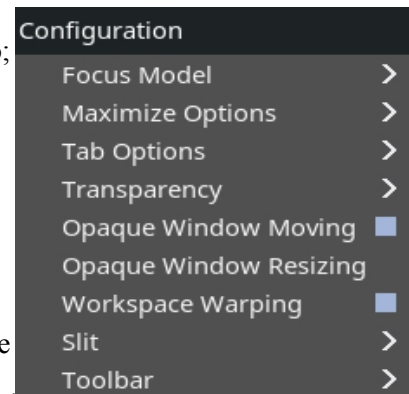 Configuration
Focus Model
Maximize Options
Tab Options
Transparency
Opaque Window Moving
Opaque Window Resizing
Workspace Warping
Slit
Toolbar